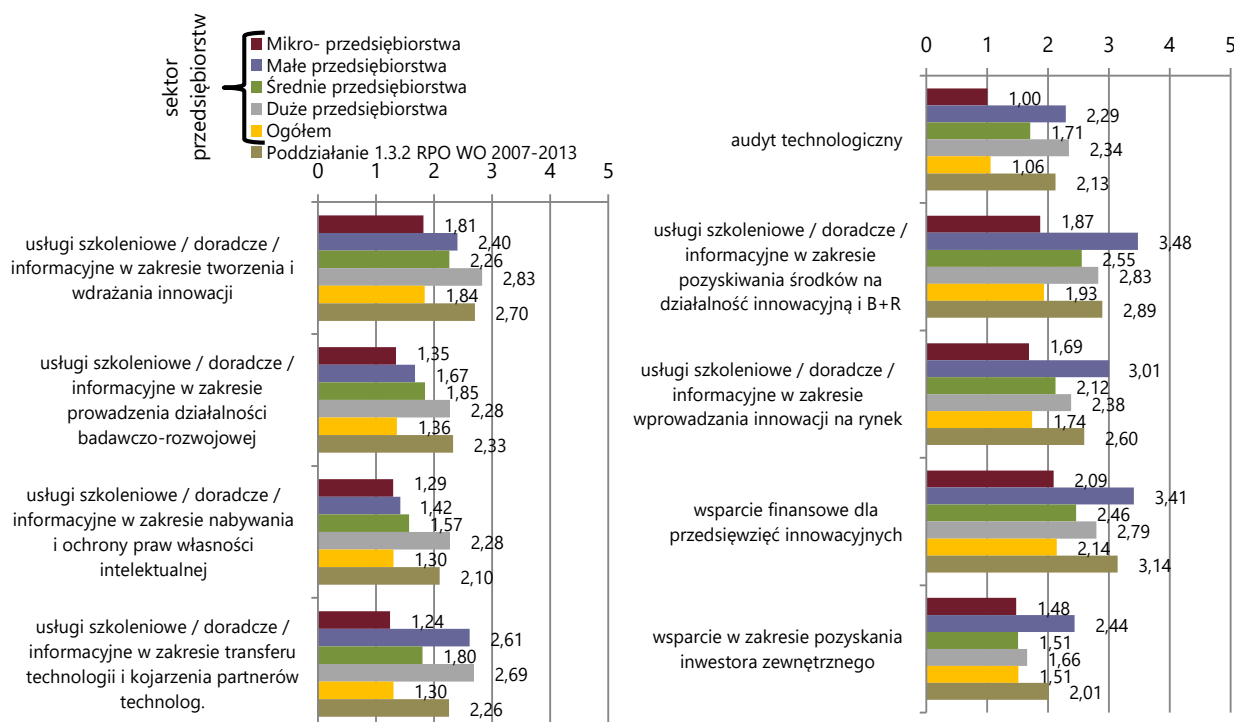 sektor
przedsiębiorstw
Mikro- przedsiębiorstwa
Małe przedsiębiorstwa
Średnie przedsiębiorstwa
Duże przedsiębiorstwa
Ogółem
Poddziałanie 1.3.2 RPO WO 2007-2013
0 1 2 3 4 5
usługi szkoleniowe / doradcze /
informacyjne w zakresie tworzenia i
wdrażania innowacji
1,81
2,40
2,26
2,83
1,84
2,70
usługi szkoleniowe / doradcze /
informacyjne w zakresie
prowadzenia działalności
badawczo-rozwojowej
1,35
1,67
1,85
2,28
1,36
2,33
usługi szkoleniowe / doradcze /
informacyjne w zakresie nabywania
i ochrony praw własności
intelektualnej
1,29
1,42
1,57
2,28
1,30
2,10
usługi szkoleniowe / doradcze /
informacyjne w zakresie transferu
technologii i kojarzenia partnerów
technolog.
1,24
2,61
1,80
2,69
1,30
2,26
0 1 2 3 4 5
audyt technologiczny
1,00
2,29
1,71
2,34
1,06
2,13
usługi szkoleniowe / doradcze /
informacyjne w zakresie
pozyskiwania środków na
działalność innowacyjną i B+R
1,87
3,48
2,55
2,83
1,93
2,89
usługi szkoleniowe / doradcze /
informacyjne w zakresie
wprowadzania innowacji na rynek
1,69
3,01
2,12
2,38
1,74
2,60
wsparcie finansowe dla
przedsięwzięć innowacyjnych
2,09
3,41
2,46
2,79
2,14
3,14
wsparcie w zakresie pozyskania
inwestora zewnętrznego
1,48
2,44
1,51
1,66
1,51
2,01